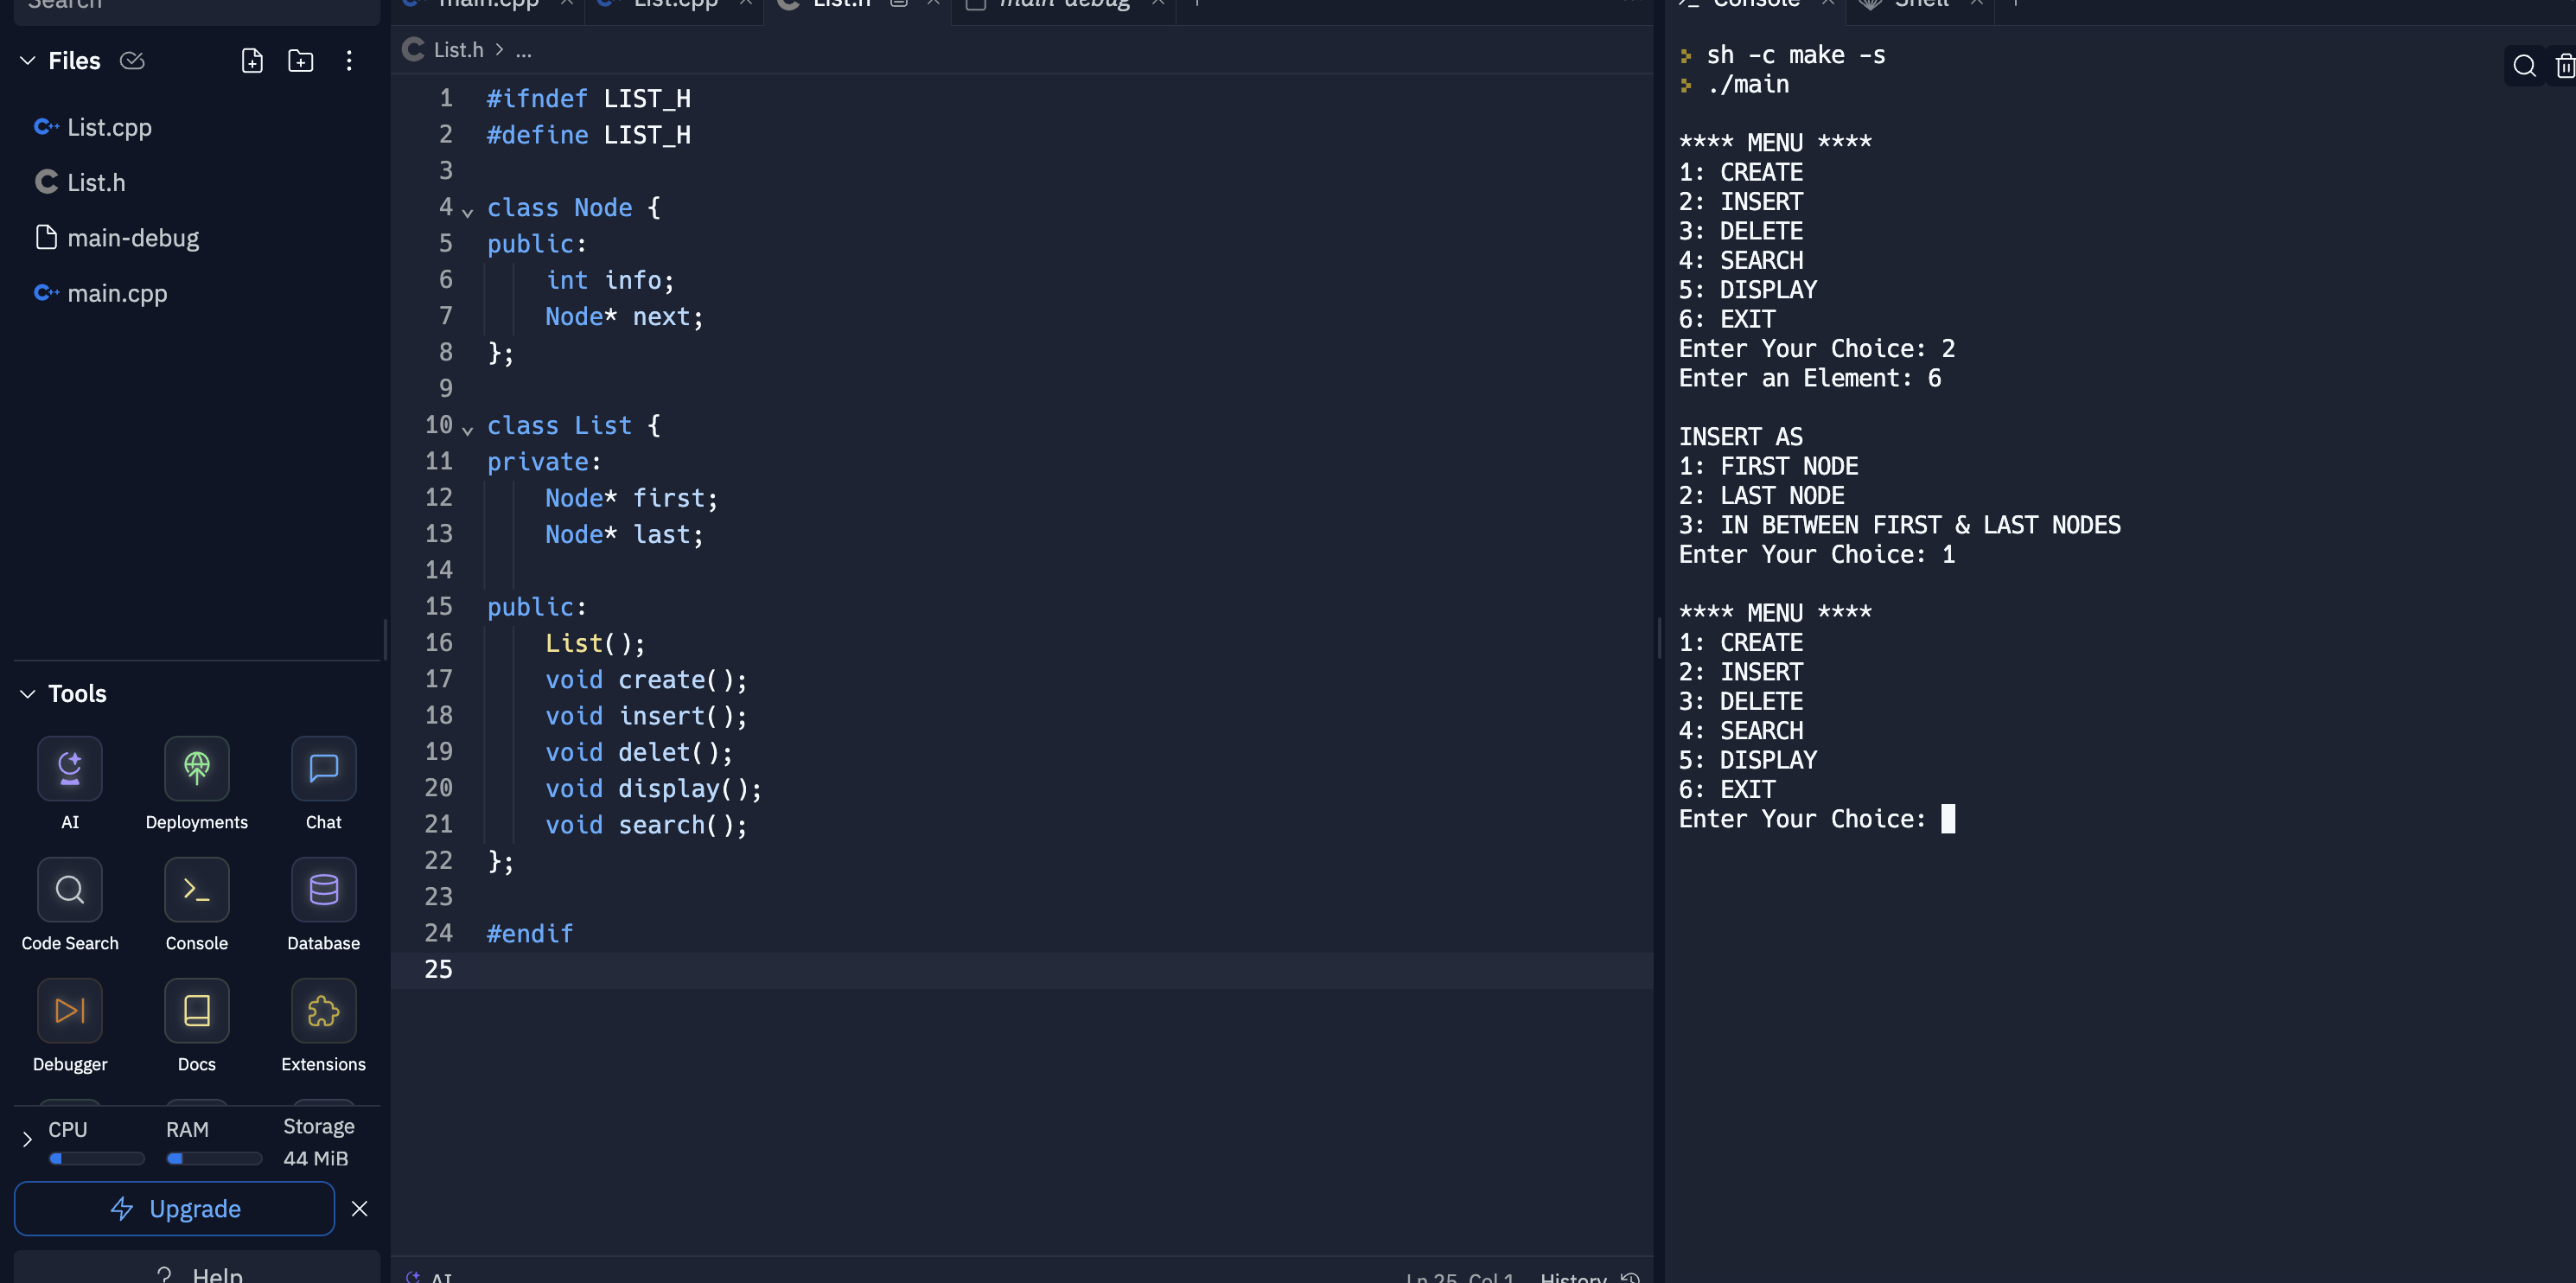 Search
Files
List.cpp
List.h
main-debug
main.cpp
Tools
AI
Deployments
Chat
Code Search
Console
Database
Debugger
Docs
Extensions
CPU
RAM
Storage
44 MiB
Upgrade
Help
main.cpp
List.cpp
List.h
main-debug
List.h > ...
1 #ifndef LIST_H
2 #define LIST_H
3
4 class Node {
5 public:
6 int info;
7 Node* next;
8 };
9
10 class List {
11 private:
12 Node* first;
13 Node* last;
14
15 public:
16 List();
17 void create();
18 void insert();
19 void delet();
20 void display();
21 void search();
22 };
23
24 #endif
25
AI
Ln 25, Col 1
History
Console
Shell
sh -c make -s
./main
**** MENU ****
1: CREATE
2: INSERT
3: DELETE
4: SEARCH
5: DISPLAY
6: EXIT
Enter Your Choice: 2
Enter an Element: 6
INSERT AS
1: FIRST NODE
2: LAST NODE
3: IN BETWEEN FIRST & LAST NODES
Enter Your Choice: 1
**** MENU ****
1: CREATE
2: INSERT
3: DELETE
4: SEARCH
5: DISPLAY
6: EXIT
Enter Your Choice: